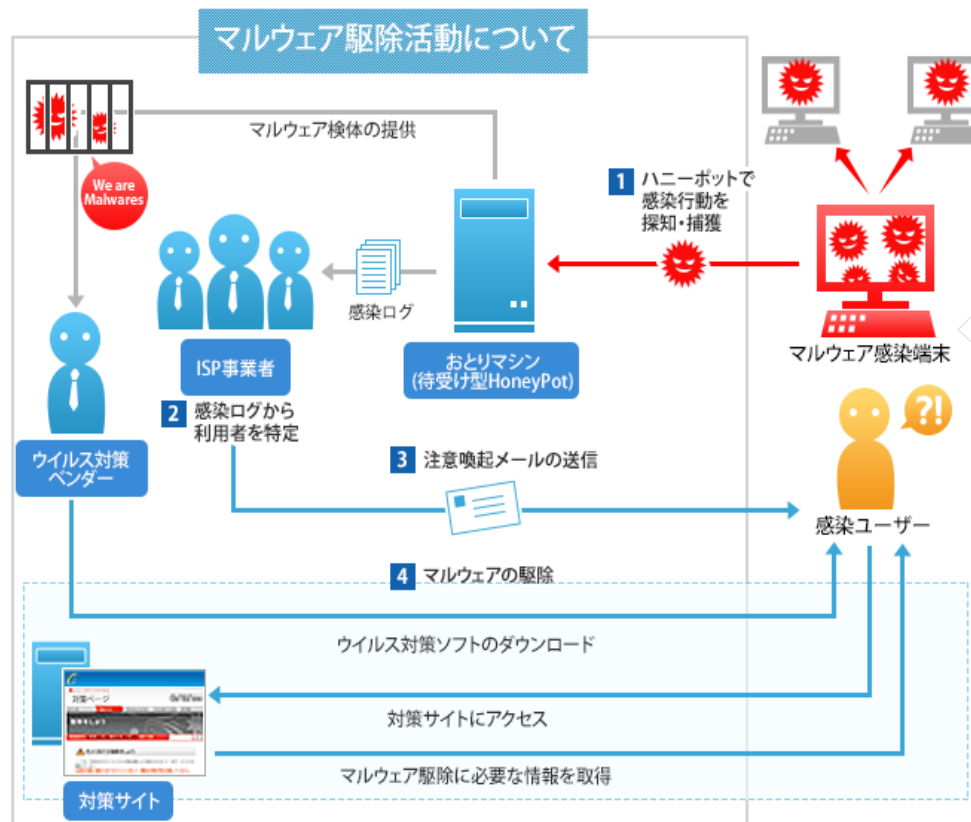 マルウェア駆除活動について
マルウェア検体の提供
We are
Malwares
1 ハニーポットで
感染行動を
探知・捕獲
感染ログ
マルウェア感染端末
ISP事業者
おとりマシン
(待受け型HoneyPot)
2 感染ログから
利用者を特定
?!
ウイルス対策
ベンダー
3 注意喚起メールの送信
感染ユーザー
4 マルウェアの駆除
ウイルス対策ソフトのダウンロード
対策ページ
対策サイトにアクセス
マルウェア駆除に必要な情報を取得
対策サイト